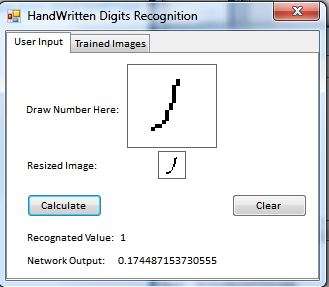 HandWritten Digits Recognition
User Input Trained Images
Draw Number Here:
Resized Image:
Calculate Clear
Recognated Value: 1
Network Output: 0.174487153730555